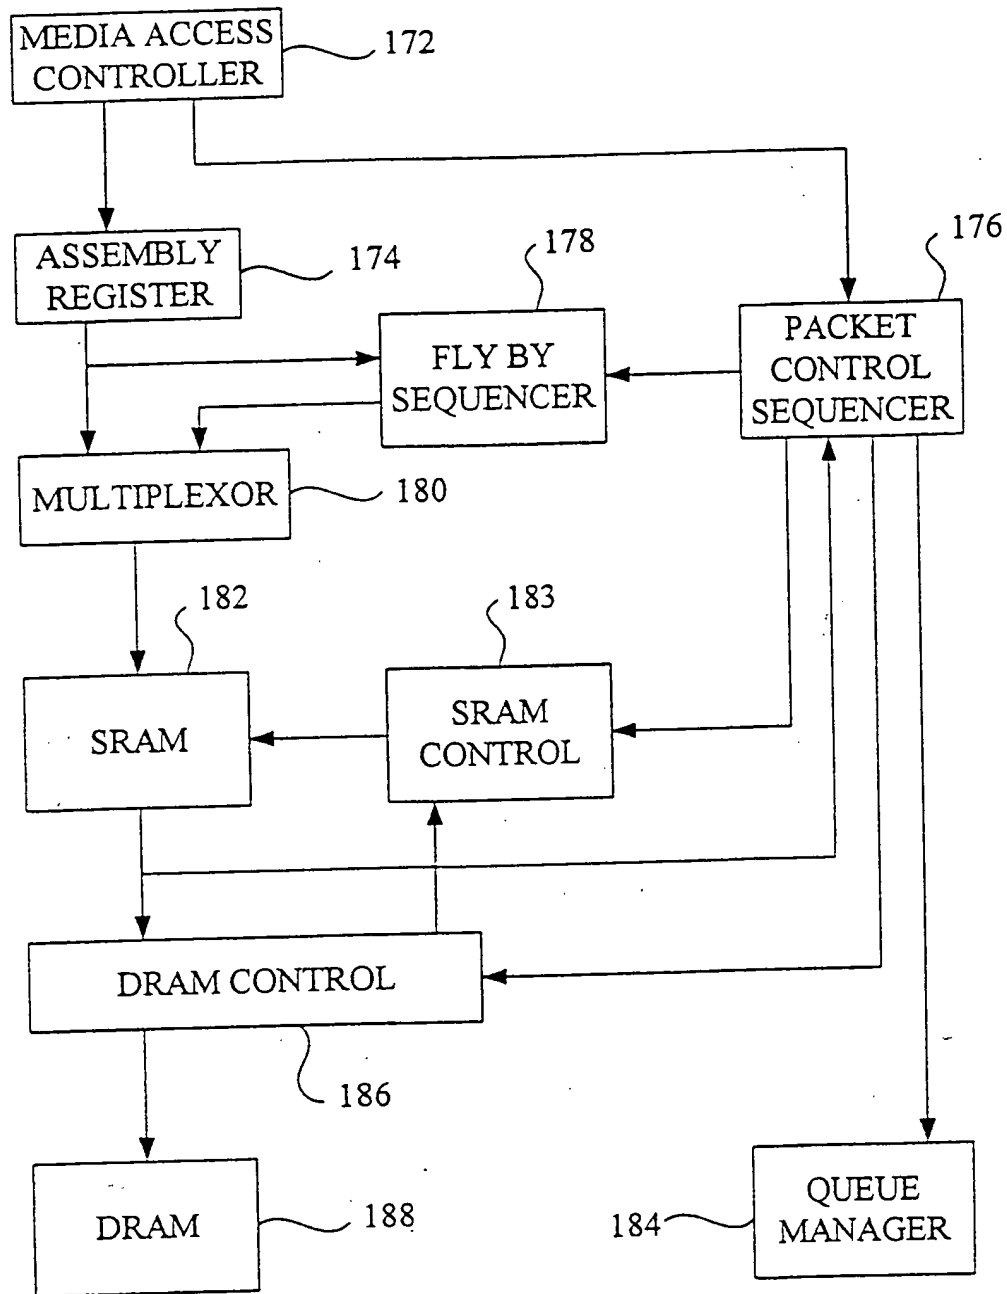 MEDIA ACCESS
CONTROLLER
172
ASSEMBLY
REGISTER
174
178
176
FLY BY
SEQUENCER
PACKET
CONTROL
SEQUENCER
MULTIPLEXOR
180
182
183
SRAM
SRAM
CONTROL
DRAM CONTROL
186
DRAM
188
184
QUEUE
MANAGER